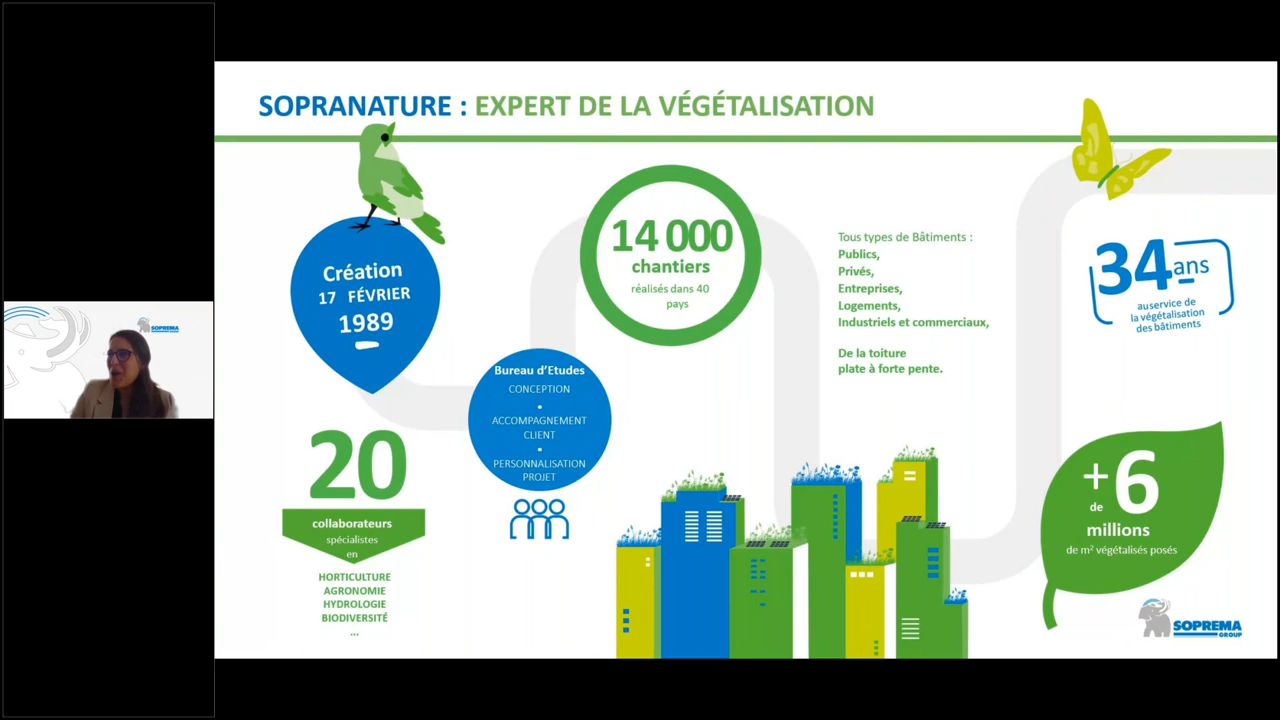 SOPRANATURE : EXPERT DE LA VÉGÉTALISATION
Création
17 FÉVRIER
1989
14 000
chantiers
réalisés dans 40
pays
Tous types de Bâtiments :
Publics,
Privés,
Entreprises,
Logements,
Industriels et commerciaux,
De la toiture
plate à forte pente.
34 ans
au service de
la végétalisation
des bâtiments
Bureau d'Etudes
CONCEPTION
•
ACCOMPAGNEMENT
CLIENT
•
PERSONNALISATION
PROJET
20
collaborateurs
spécialistes
en
HORTICULTURE
AGRONOMIE
HYDROLOGIE
BIODIVERSITÉ
...
+ de 6
millions
de m² végétalisés posés
SOPREMA
GROUP
SOPREMA
GROUP